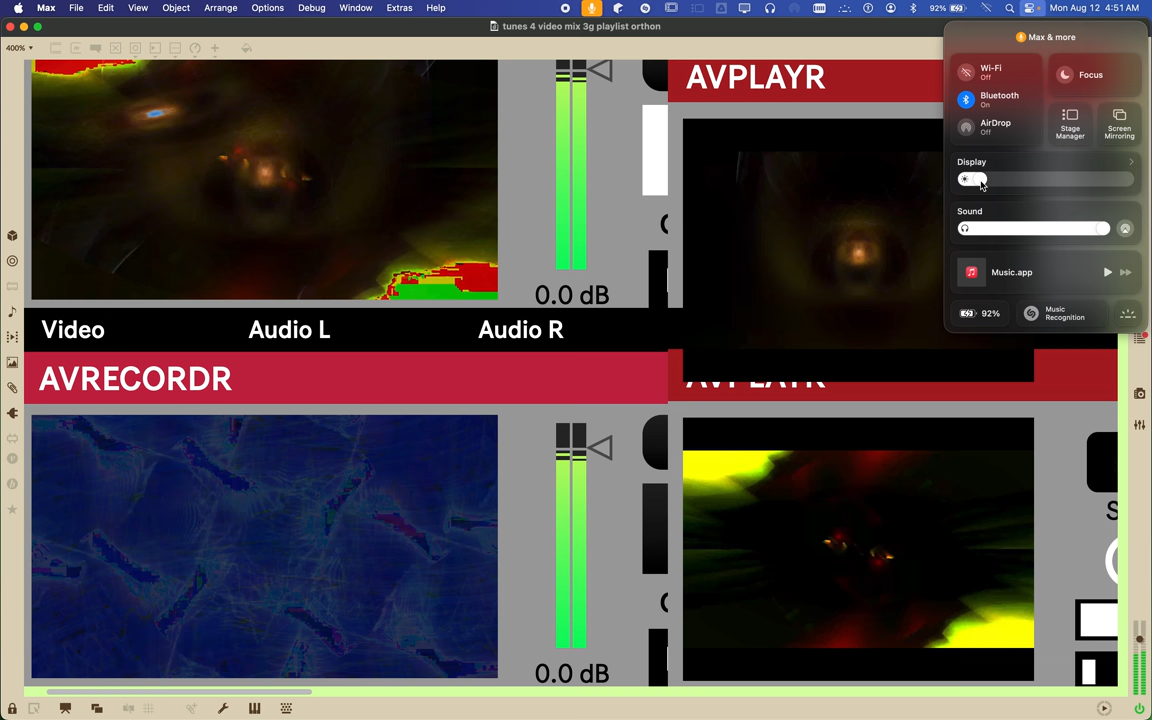 Max File Edit View Object Arrange Options Debug Window Extras Help 92% Mon Aug 12 4:51 AM
tunes 4 video mix 3g playlist orthon
400%
Max & more
Wi-Fi
Off
Bluetooth
On
AirDrop
Off
Focus
Stage
Manager
Screen
Mirroring
Display
Sound
Music.app
92%
Music
Recognition
AVPLAYR
0.0 dB
Video Audio L Audio R
AVRECORDR
AVPLAYR
0.0 dB